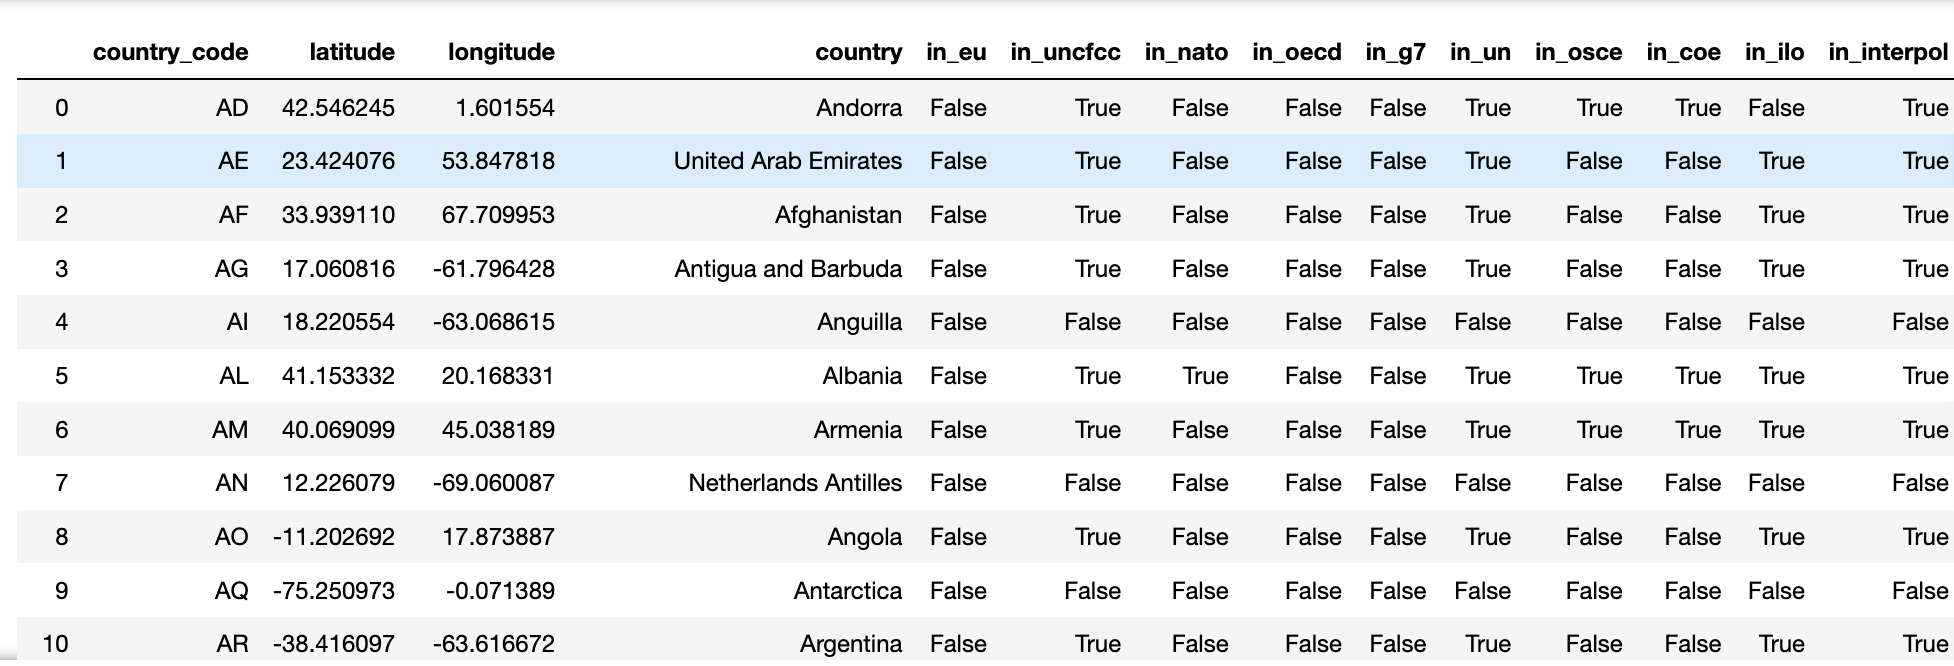 country_code latitude longitude country in_eu in_uncfcc in_nato in_oecd in_g7 in_un in_osce in_coe in_ilo in_interpol
0 AD 42.546245 1.601554 Andorra False True False False False True True True False True
1 AE 23.424076 53.847818 United Arab Emirates False True False False False True False False True True
2 AF 33.939110 67.709953 Afghanistan False True False False False True False False True True
3 AG 17.060816 -61.796428 Antigua and Barbuda False True False False False True False False True True
4 AI 18.220554 -63.068615 Anguilla False False False False False False False False False False
5 AL 41.153332 20.168331 Albania False True True False False True True True True True
6 AM 40.069099 45.038189 Armenia False True False False False True True True True True
7 AN 12.226079 -69.060087 Netherlands Antilles False False False False False False False False False False
8 AO -11.202692 17.873887 Angola False True False False False True False False True True
9 AQ -75.250973 -0.071389 Antarctica False False False False False False False False False False
10 AR -38.416097 -63.616672 Argentina False True False False False True False False True True